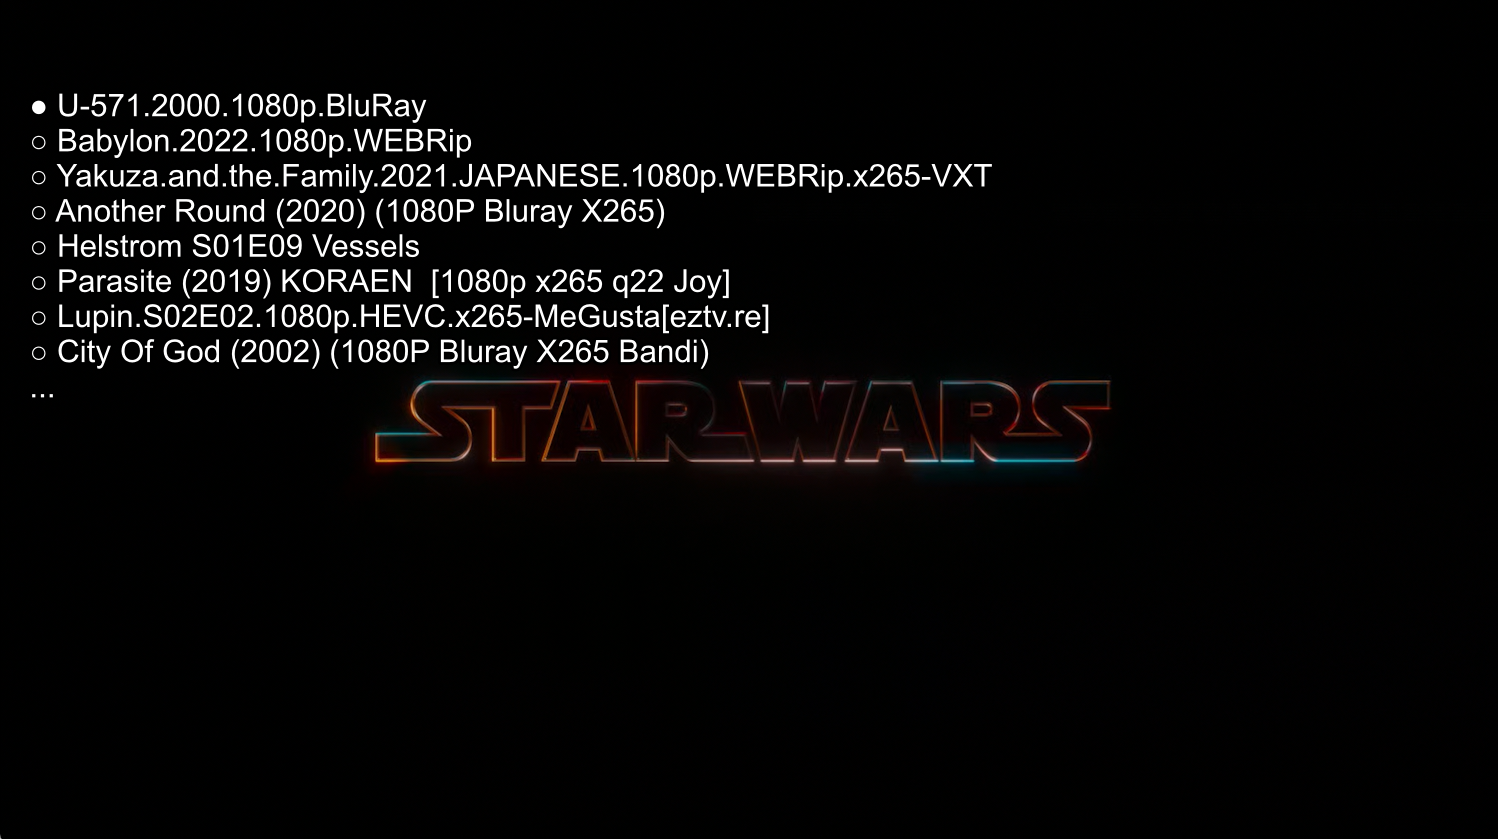 ● U-571.2000.1080p.BluRay
○ Babylon.2022.1080p.WEBRip
○ Yakuza.and.the.Family.2021.JAPANESE.1080p.WEBRip.x265-VXT
○ Another Round (2020) (1080P Bluray X265)
○ Helstrom S01E09 Vessels
○ Parasite (2019) KORAEN  [1080p x265 q22 Joy]
○ Lupin.S02E02.1080p.HEVC.x265-MeGusta[eztv.re]
○ City Of God (2002) (1080P Bluray X265 Bandi)
...
STAR WARS